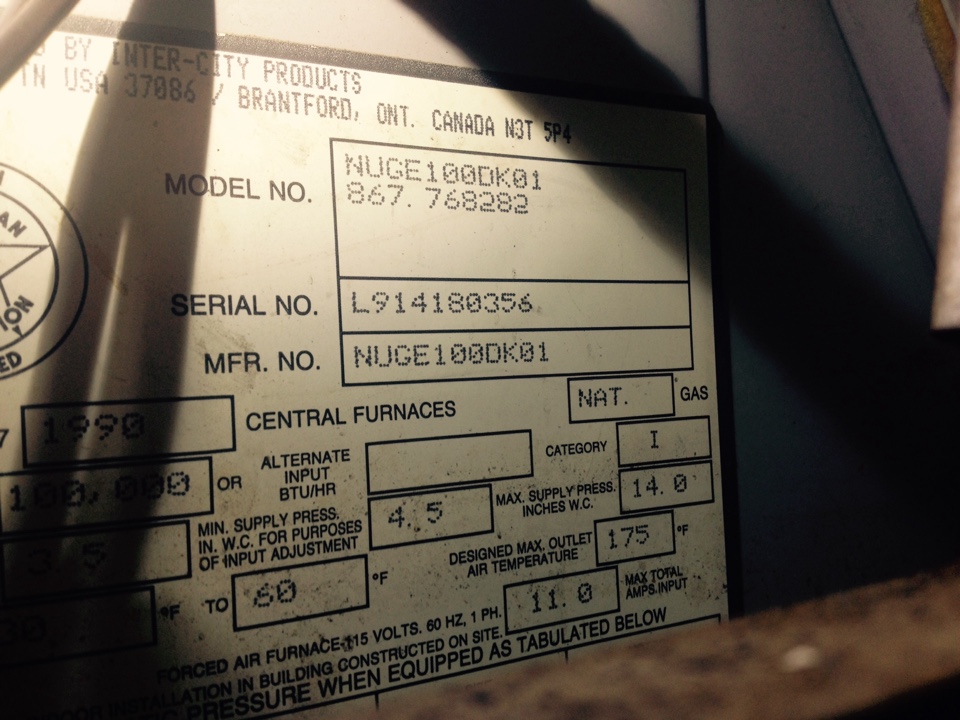 BY INTER-CITY PRODUCTS
TN USA 37086 / BRANTFORD, ONT. CANADA N3T 5P4
MODEL NO. NUGE100DK01
867. 768282
SERIAL NO. L914180356
MFR. NO. NUGE100DK01
1990 CENTRAL FURNACES NAT. GAS
100,000 OR ALTERNATE INPUT BTU/HR CATEGORY I
3.5 MIN. SUPPLY PRESS. IN. W.C. FOR PURPOSES OF INPUT ADJUSTMENT 4.5 MAX. SUPPLY PRESS. INCHES W.C. 14.0
°F TO 60 °F DESIGNED MAX. OUTLET AIR TEMPERATURE 175 °F
11.0 MAX TOTAL AMPS.INPUT
FORCED AIR FURNACE-115 VOLTS. 60 HZ, 1 PH.
INSTALLATION IN BUILDING CONSTRUCTED ON SITE.
PRESSURE WHEN EQUIPPED AS TABULATED BELOW